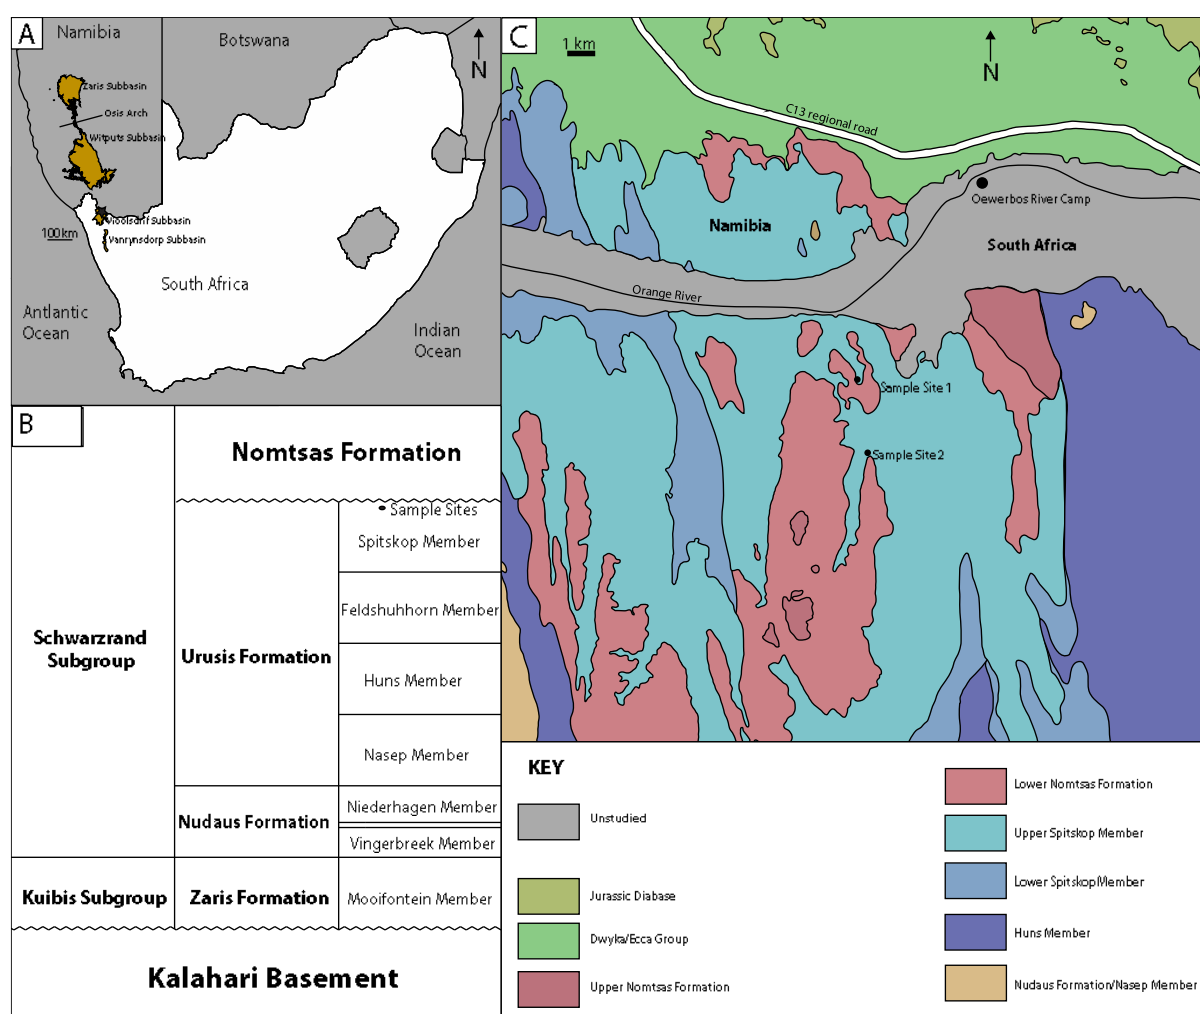 A
Namibia
Botswana
N
Zaris Subbasin
Osis Arch
Witputs Subbasin
Vioolsdrif Subbasin
100km
Vanrynsdorp Subbasin
South Africa
Antlantic
Ocean
Indian
Ocean
B
Nomtsas Formation
Sample Sites
Spitskop Member
Feldshuhhorn Member
Schwarzrand
Subgroup
Urusis Formation
Huns Member
Nasep Member
Niederhagen Member
Nudaus Formation
Vingerbreek Member
Kuibis Subgroup
Zaris Formation
Mooifontein Member
Kalahari Basement
C
1 km
N
C13 regional road
Oewerbos River Camp
Namibia
South Africa
Orange River
Sample Site 1
Sample Site 2
KEY
Unstudied
Jurassic Diabase
Dwyka/Ecca Group
Upper Nomtsas Formation
Lower Nomtsas Formation
Upper Spitskop Member
Lower SpitskopMember
Huns Member
Nudaus Formation/Nasep Member